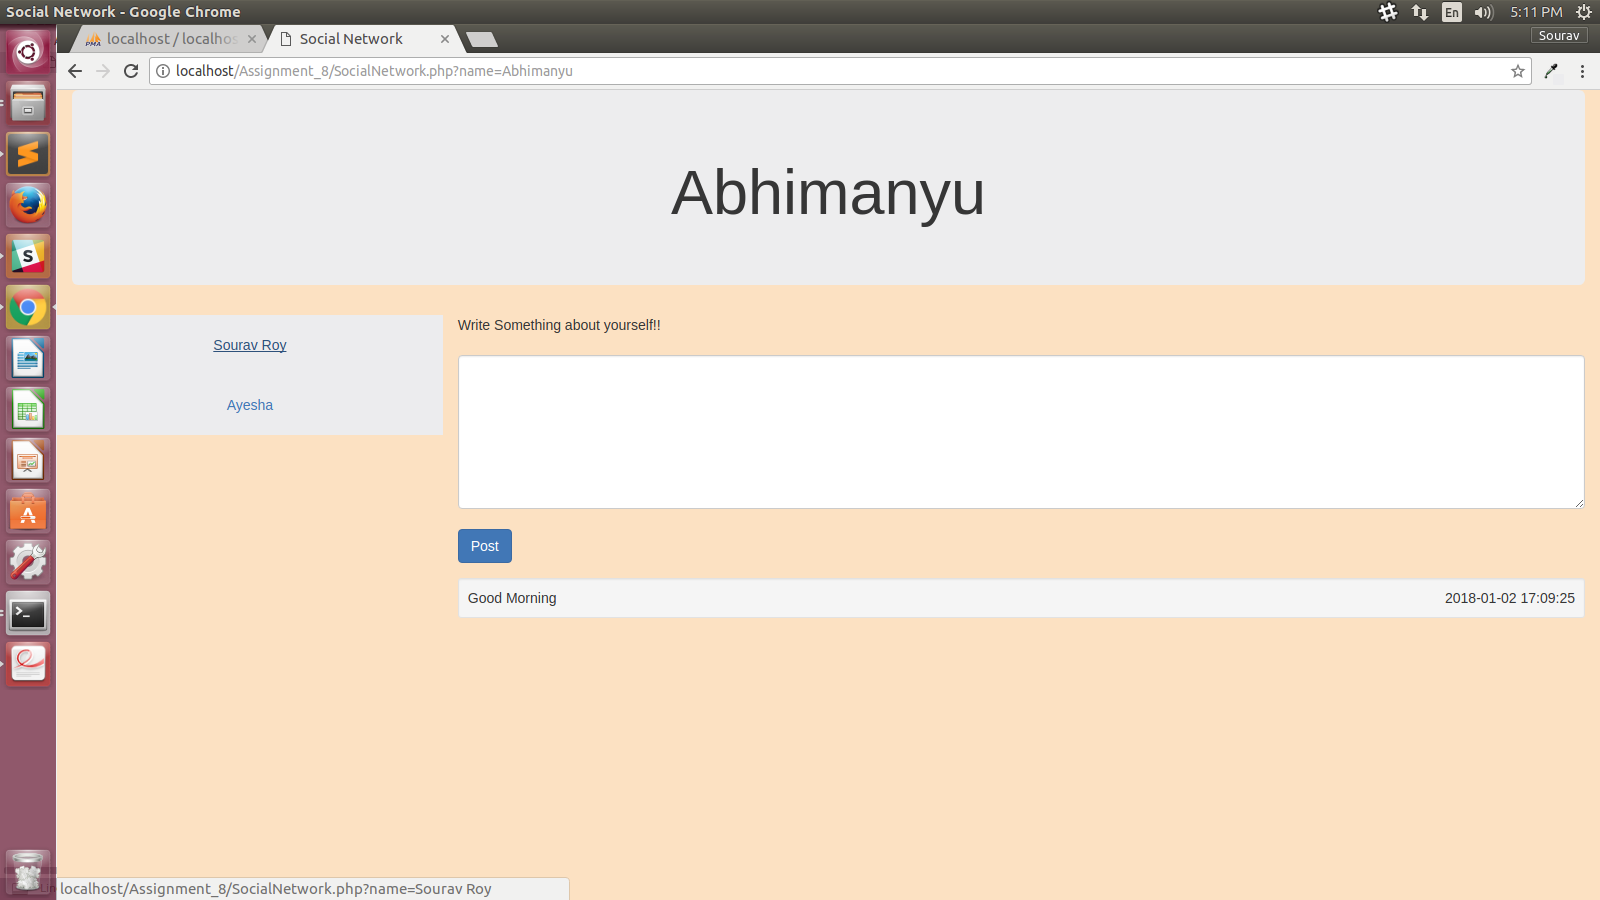 Social Network - Google Chrome
En
5:11 PM
PMA
localhost / localhos
Social Network
Sourav
localhost/Assignment_8/SocialNetwork.php?name=Abhimanyu
Abhimanyu
Sourav Roy
Ayesha
Write Something about yourself!!
Post
Good Morning
2018-01-02 17:09:25
localhost/Assignment_8/SocialNetwork.php?name=Sourav Roy